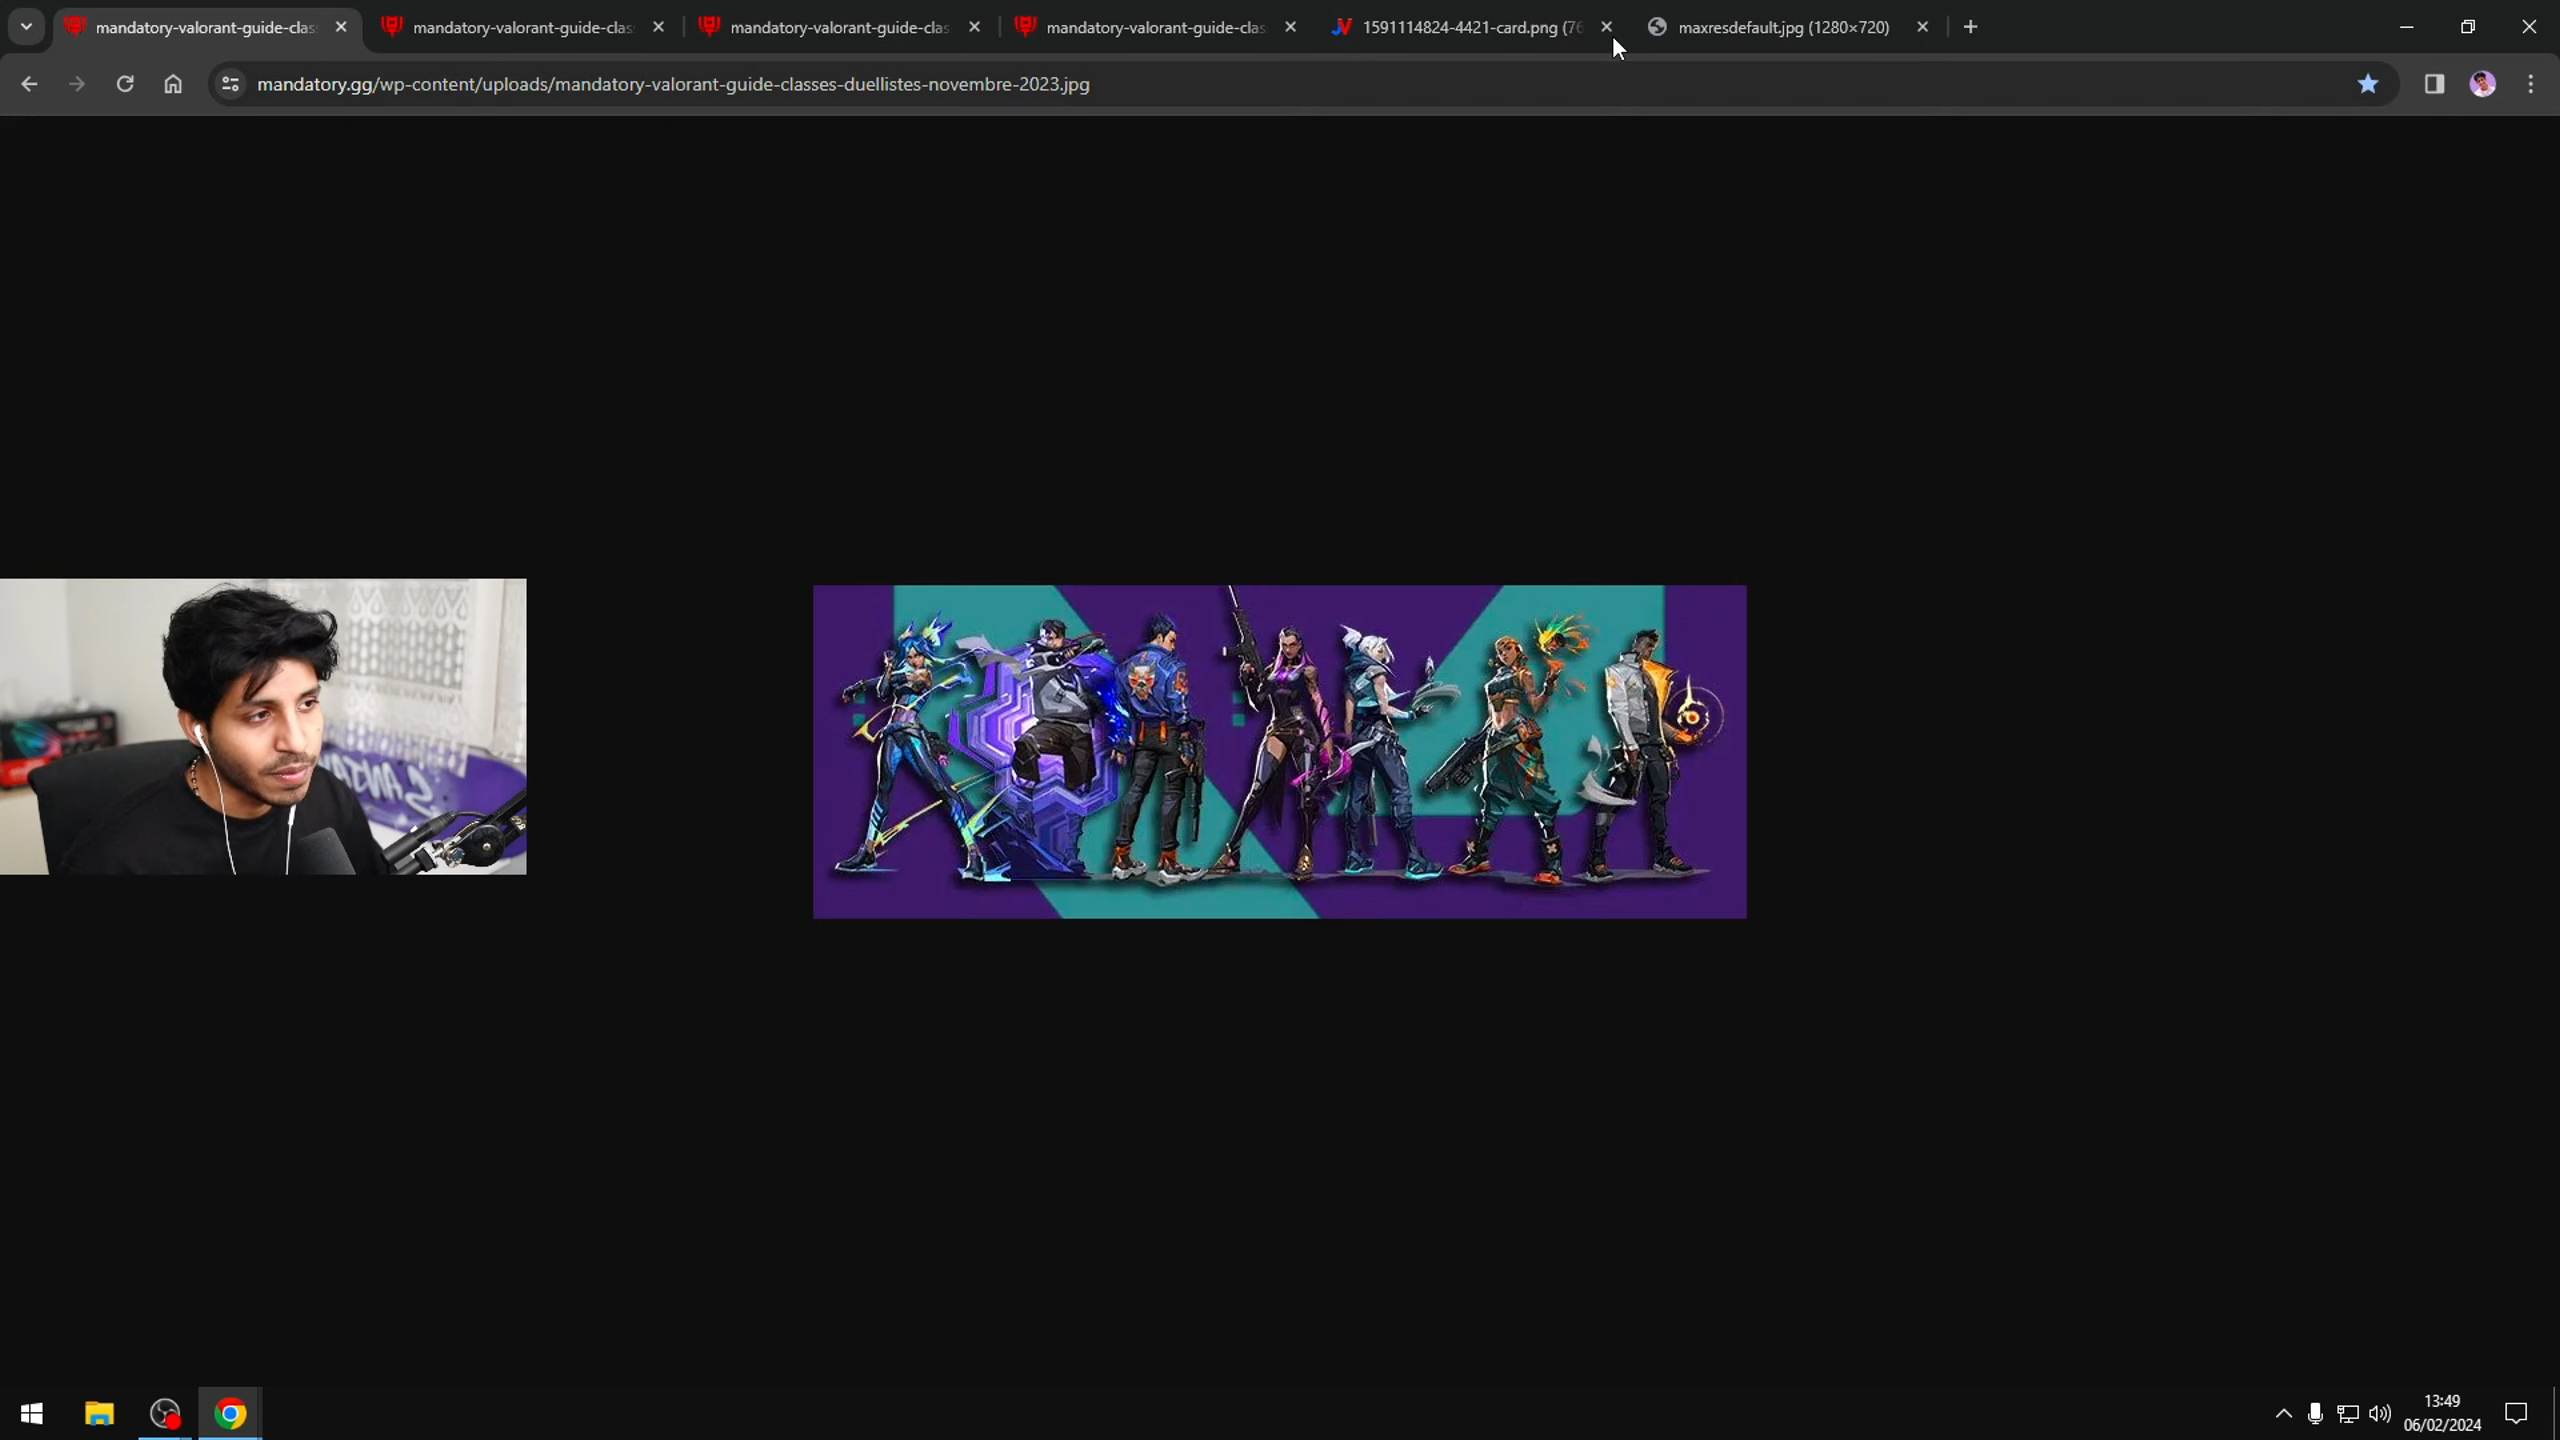 mandatory-valorant-guide-clas
mandatory-valorant-guide-clas
mandatory-valorant-guide-clas
mandatory-valorant-guide-clas
1591114824-4421-card.png (76
maxresdefault.jpg (1280×720)
mandatory.gg/wp-content/uploads/mandatory-valorant-guide-classes-duellistes-novembre-2023.jpg
13:49
06/02/2024